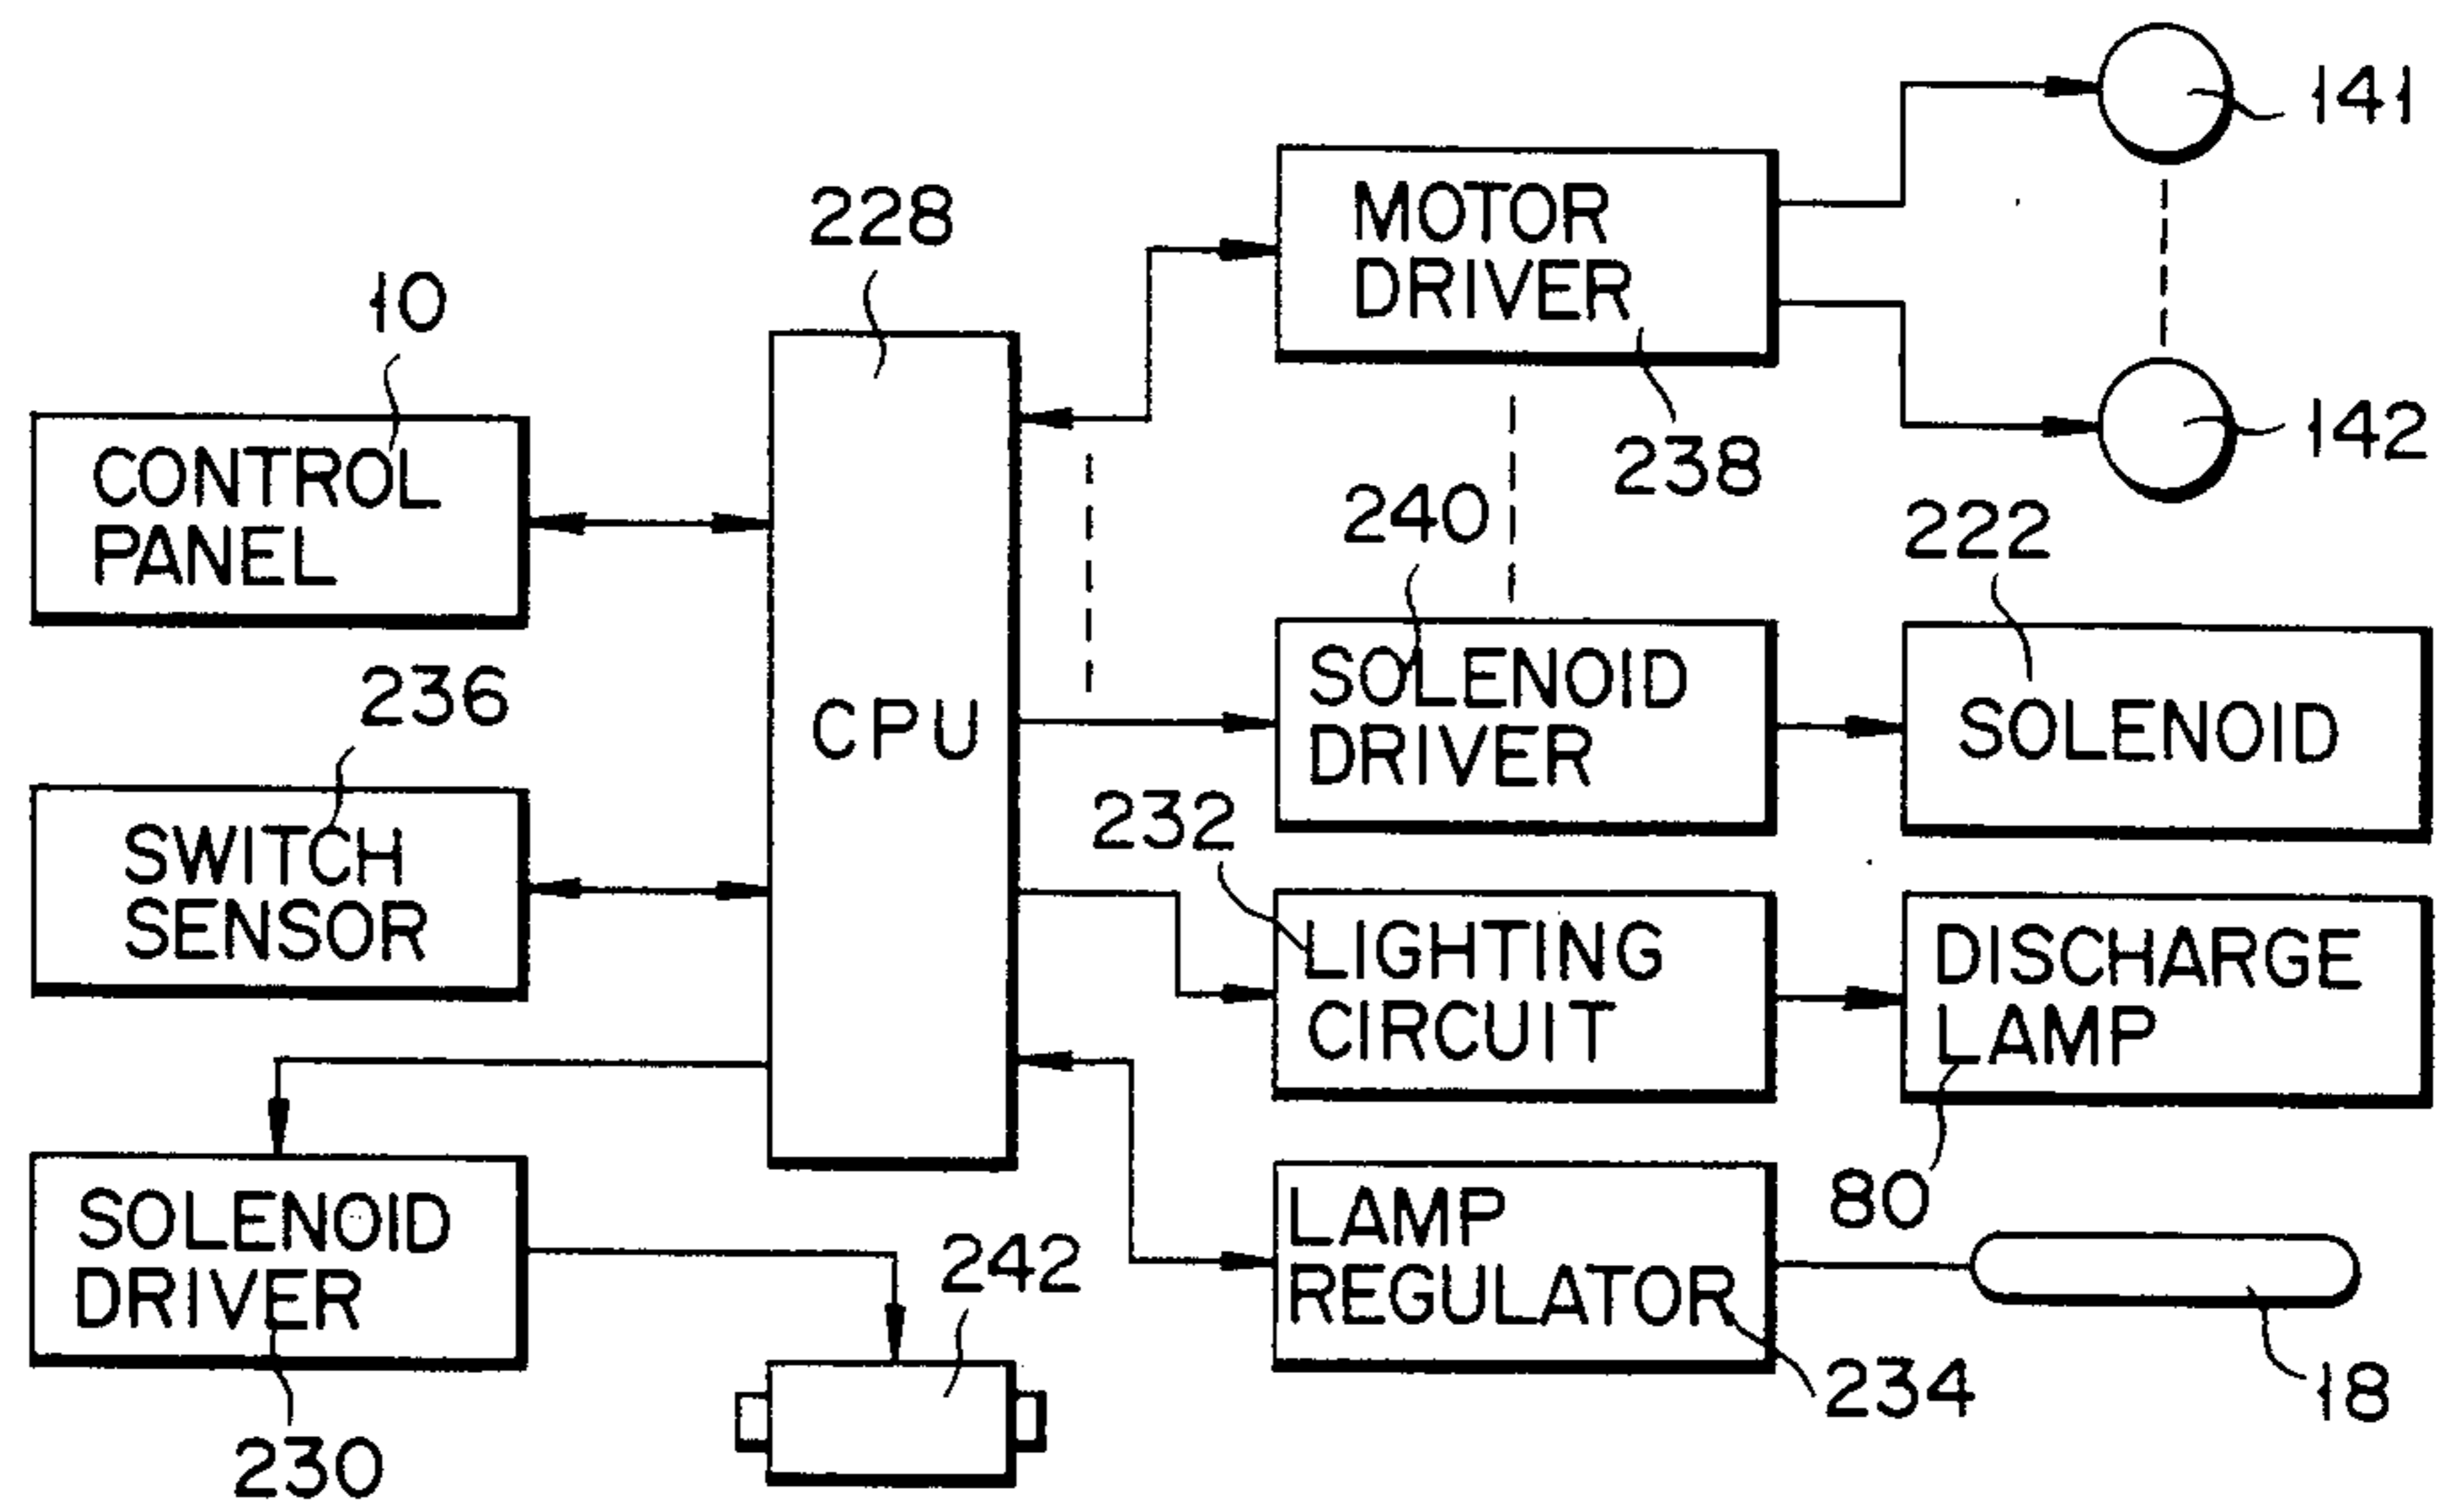 141
228
MOTOR
DRIVER
10
142
238
CONTROL
PANEL
240
222
236
SOLENOID
DRIVER
SOLENOID
CPU
232
SWITCH
SENSOR
LIGHTING
CIRCUIT
DISCHARGE
LAMP
80
SOLENOID
DRIVER
242
LAMP
REGULATOR
234
18
230